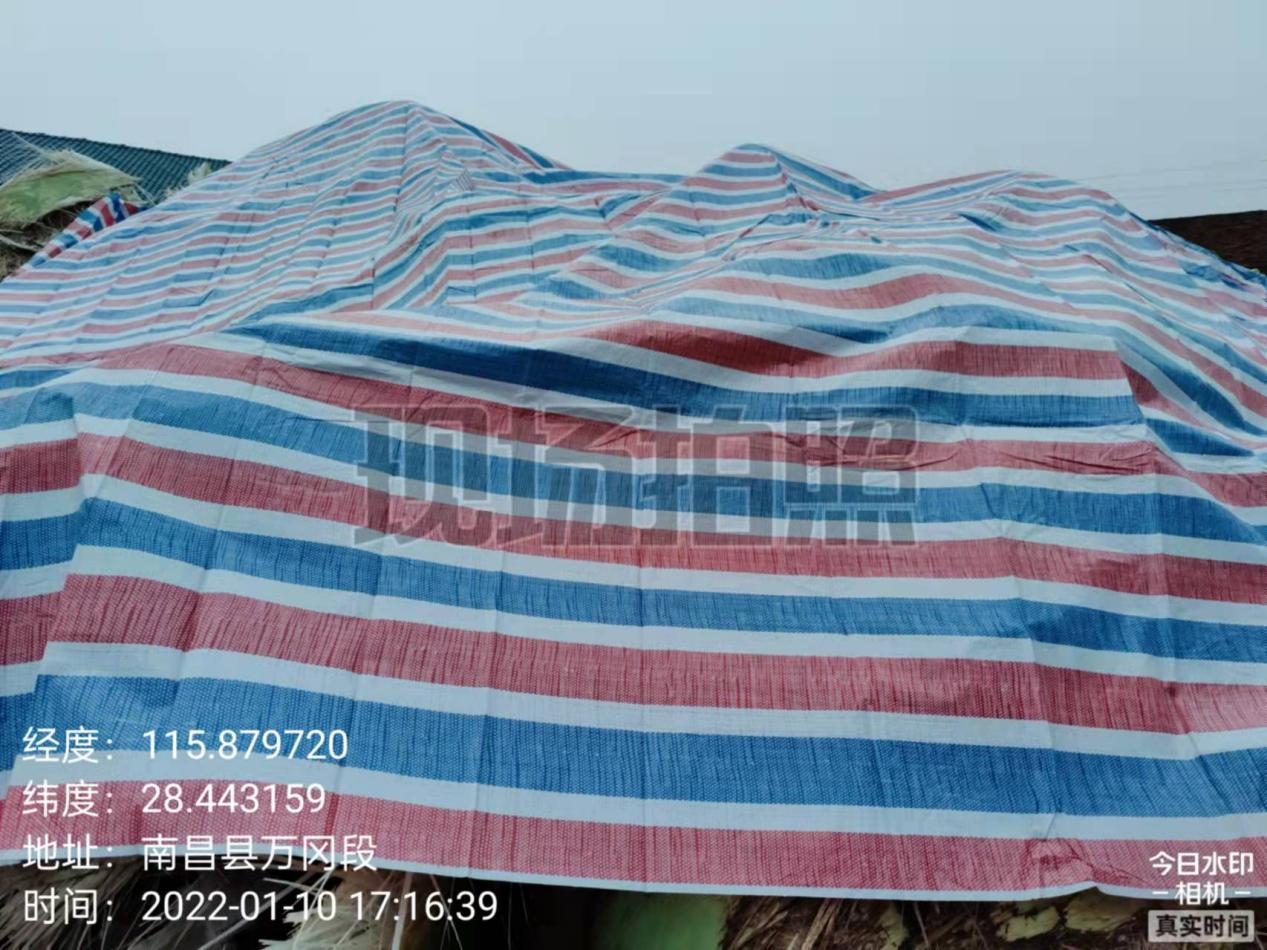 现场拍照
经度：115.879720
纬度：28.443159
地址：南昌县万冈段
时间：2022-01-10 17:16:39
今日水印
相机
真实时间